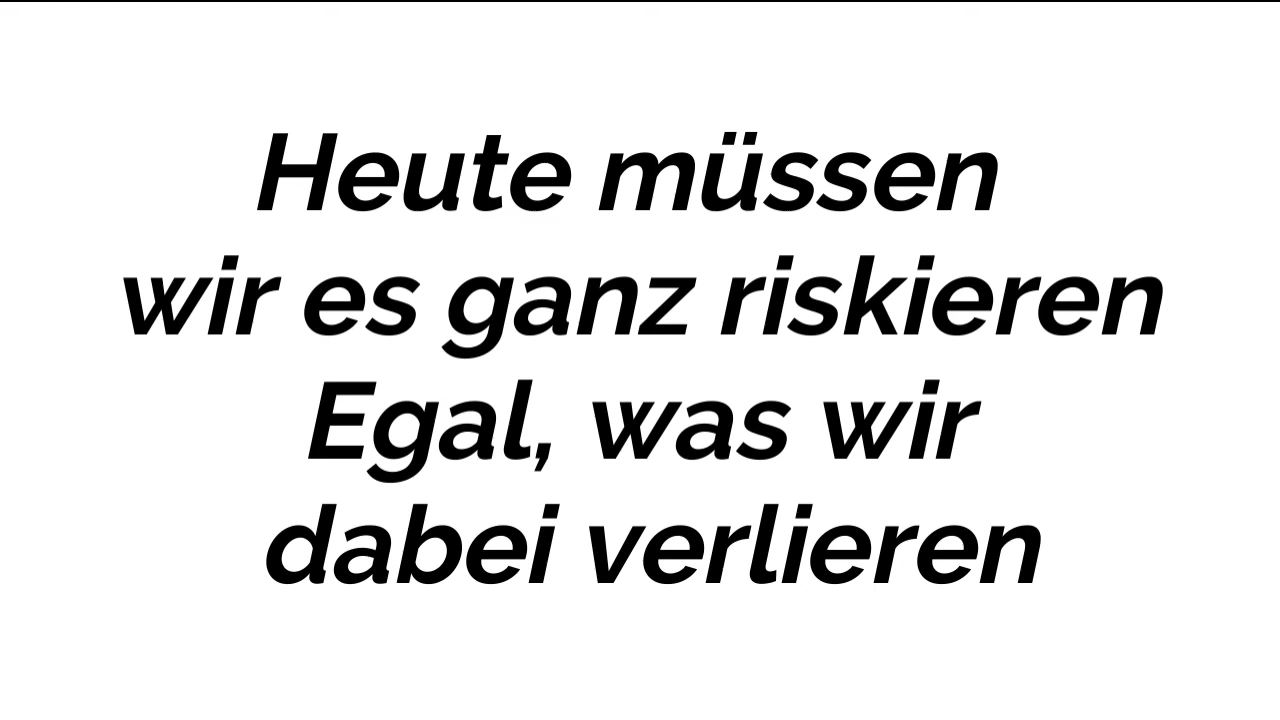 Heute müssen
wir es ganz riskieren
Egal, was wir
dabei verlieren